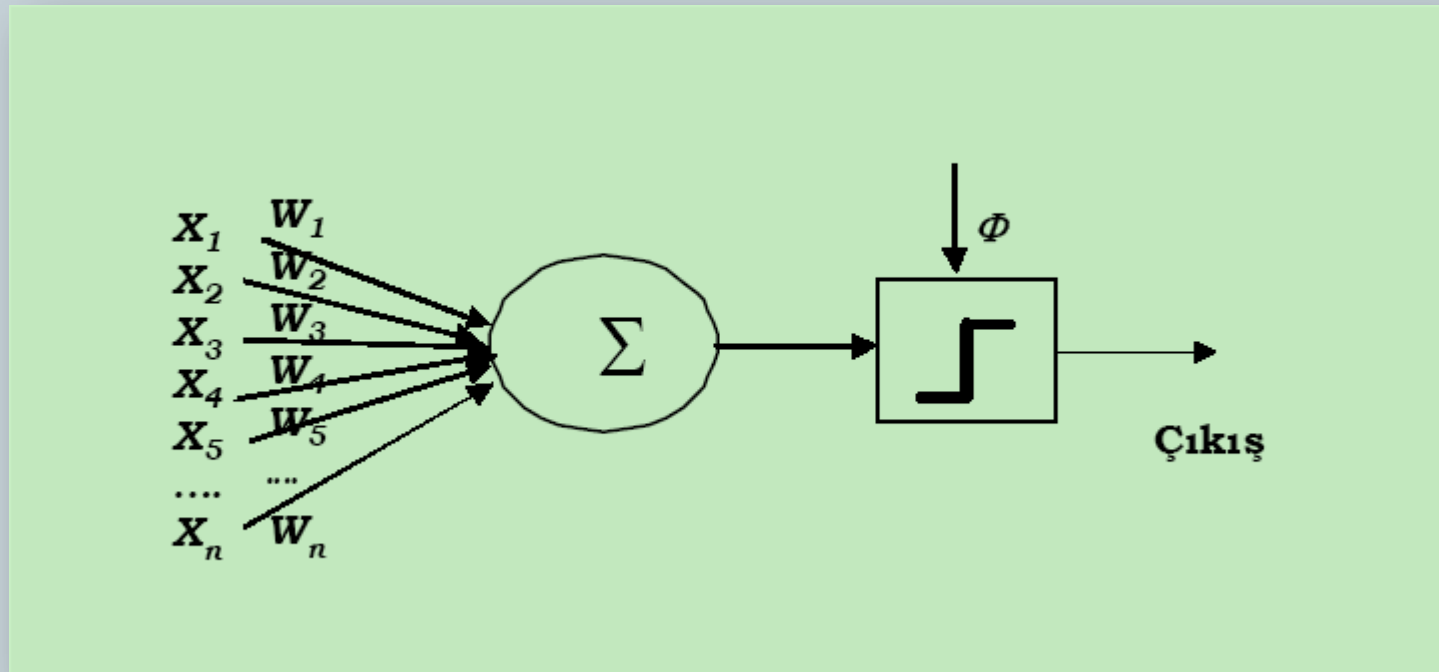 X1 W1
X2 W2
X3 W3
X4 W4
X5 W5
.... ....
Xn Wn
Σ
Φ
Çıkış